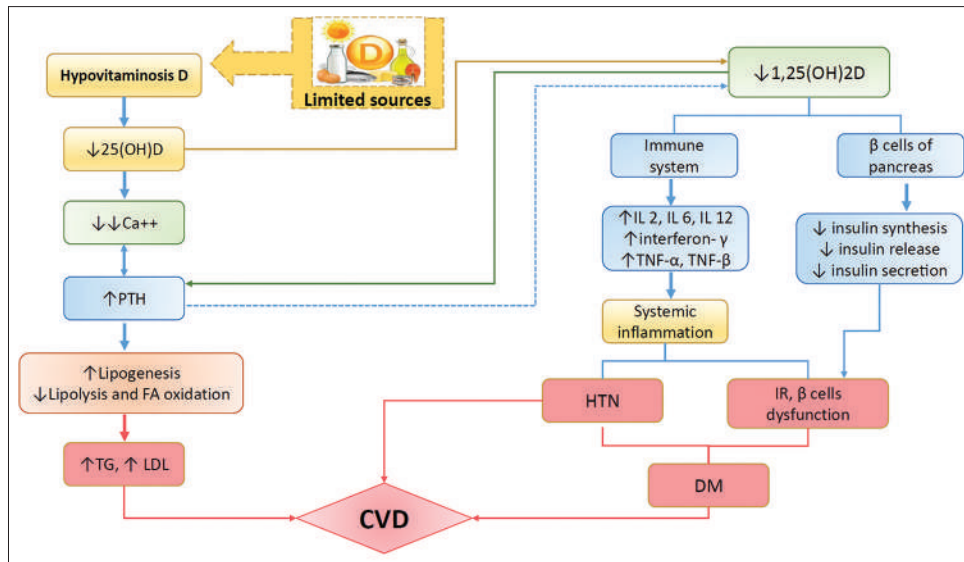 D
Limited sources
Hypovitaminosis D
↓25(OH)D
↓↓Ca++
↑PTH
↑Lipogenesis
↓Lipolysis and FA oxidation
↑TG, ↑ LDL
↓1,25(OH)2D
Immune
system
↑IL 2, IL 6, IL 12
↑interferon- γ
↑TNF-α, TNF-β
Systemic
inflammation
β cells of
pancreas
↓ insulin synthesis
↓ insulin release
↓ insulin secretion
HTN
IR, β cells
dysfunction
DM
CVD